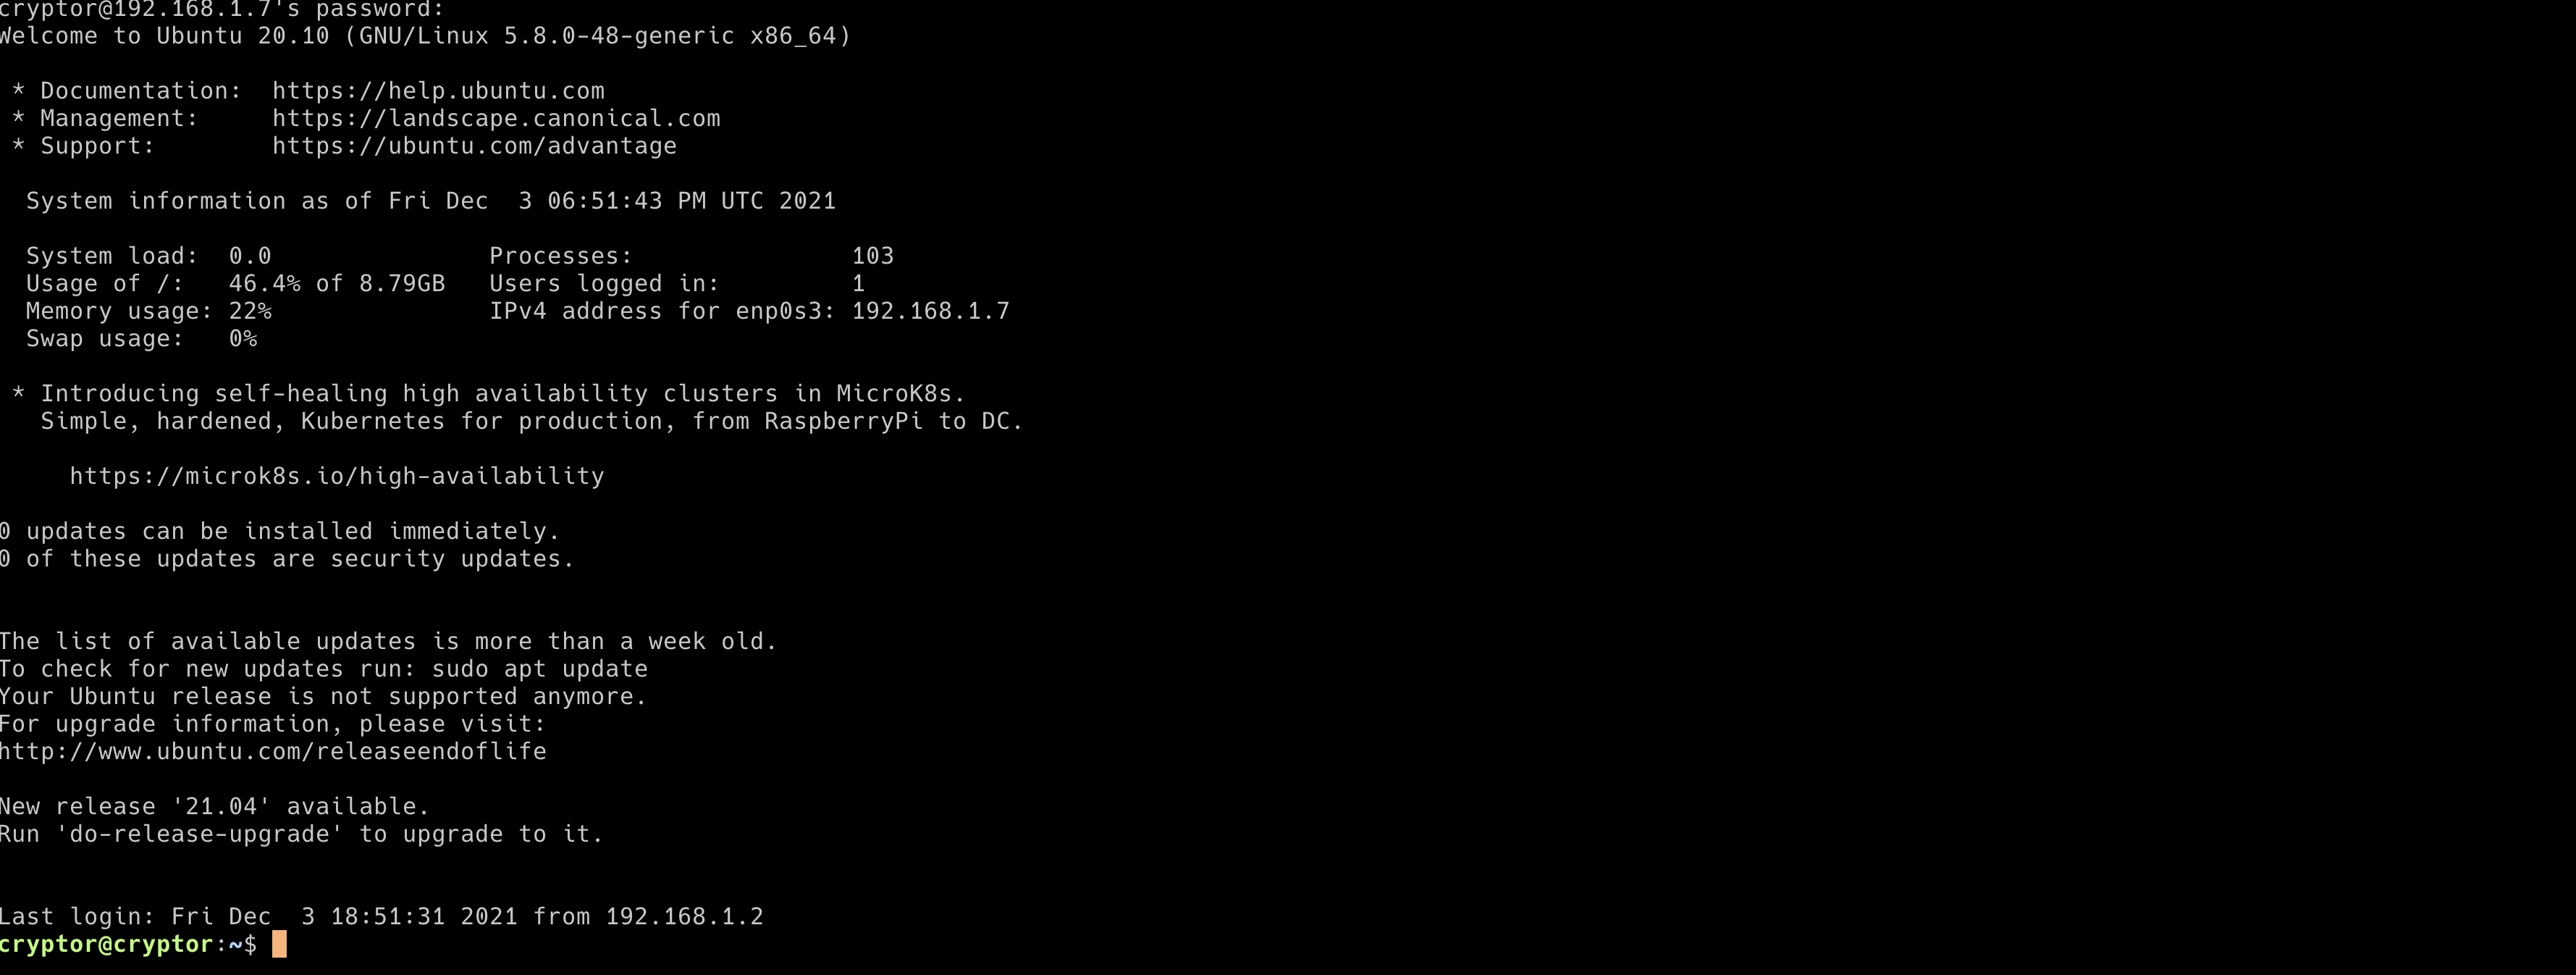 cryptor@192.168.1.7's password:
Welcome to Ubuntu 20.10 (GNU/Linux 5.8.0-48-generic x86_64)
* Documentation:  https://help.ubuntu.com
* Management:     https://landscape.canonical.com
* Support:        https://ubuntu.com/advantage
System information as of Fri Dec  3 06:51:43 PM UTC 2021
System load:  0.0               Processes:               103
Usage of /:   46.4% of 8.79GB   Users logged in:         1
Memory usage: 22%               IPv4 address for enp0s3: 192.168.1.7
Swap usage:   0%
* Introducing self-healing high availability clusters in MicroK8s.
Simple, hardened, Kubernetes for production, from RaspberryPi to DC.
https://microk8s.io/high-availability
0 updates can be installed immediately.
0 of these updates are security updates.
The list of available updates is more than a week old.
To check for new updates run: sudo apt update
Your Ubuntu release is not supported anymore.
For upgrade information, please visit:
http://www.ubuntu.com/releaseendoflife
New release '21.04' available.
Run 'do-release-upgrade' to upgrade to it.
Last login: Fri Dec  3 18:51:31 2021 from 192.168.1.2
cryptor@cryptor:~$